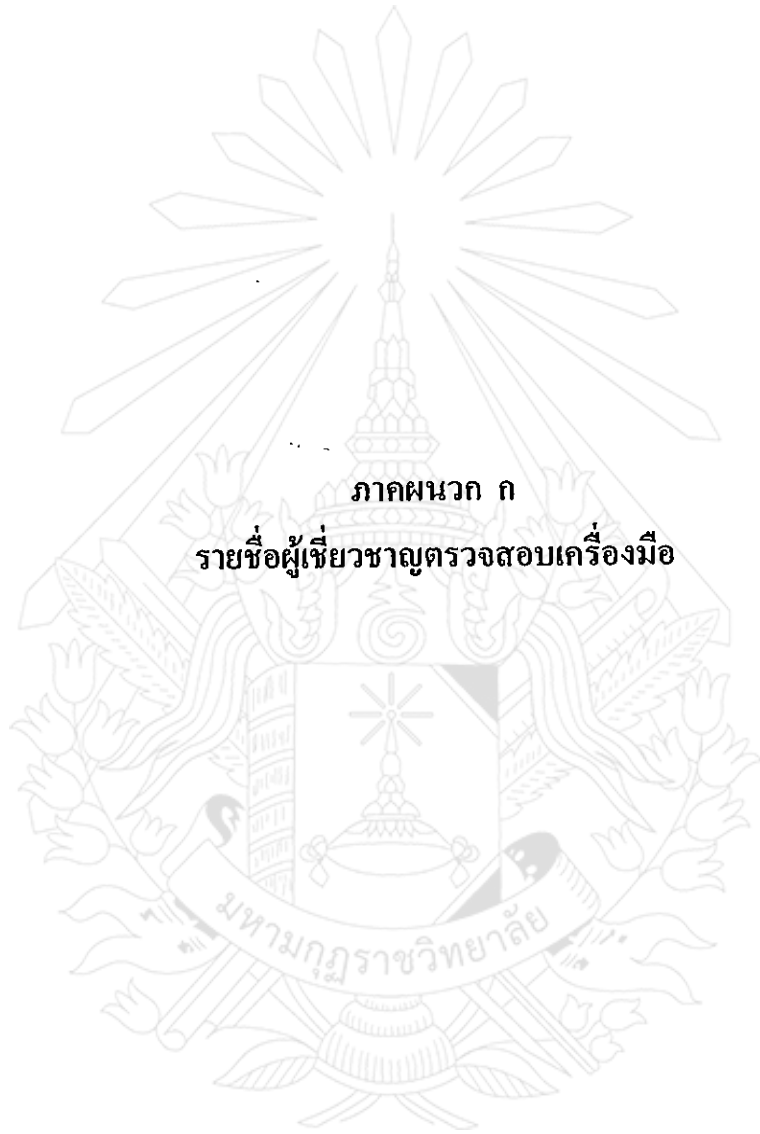 ภาคผนวก ก
รายชื่อผู้เชี่ยวชาญตรวจสอบเครื่องมือ
มหามกุฏราชวิทยาลัย